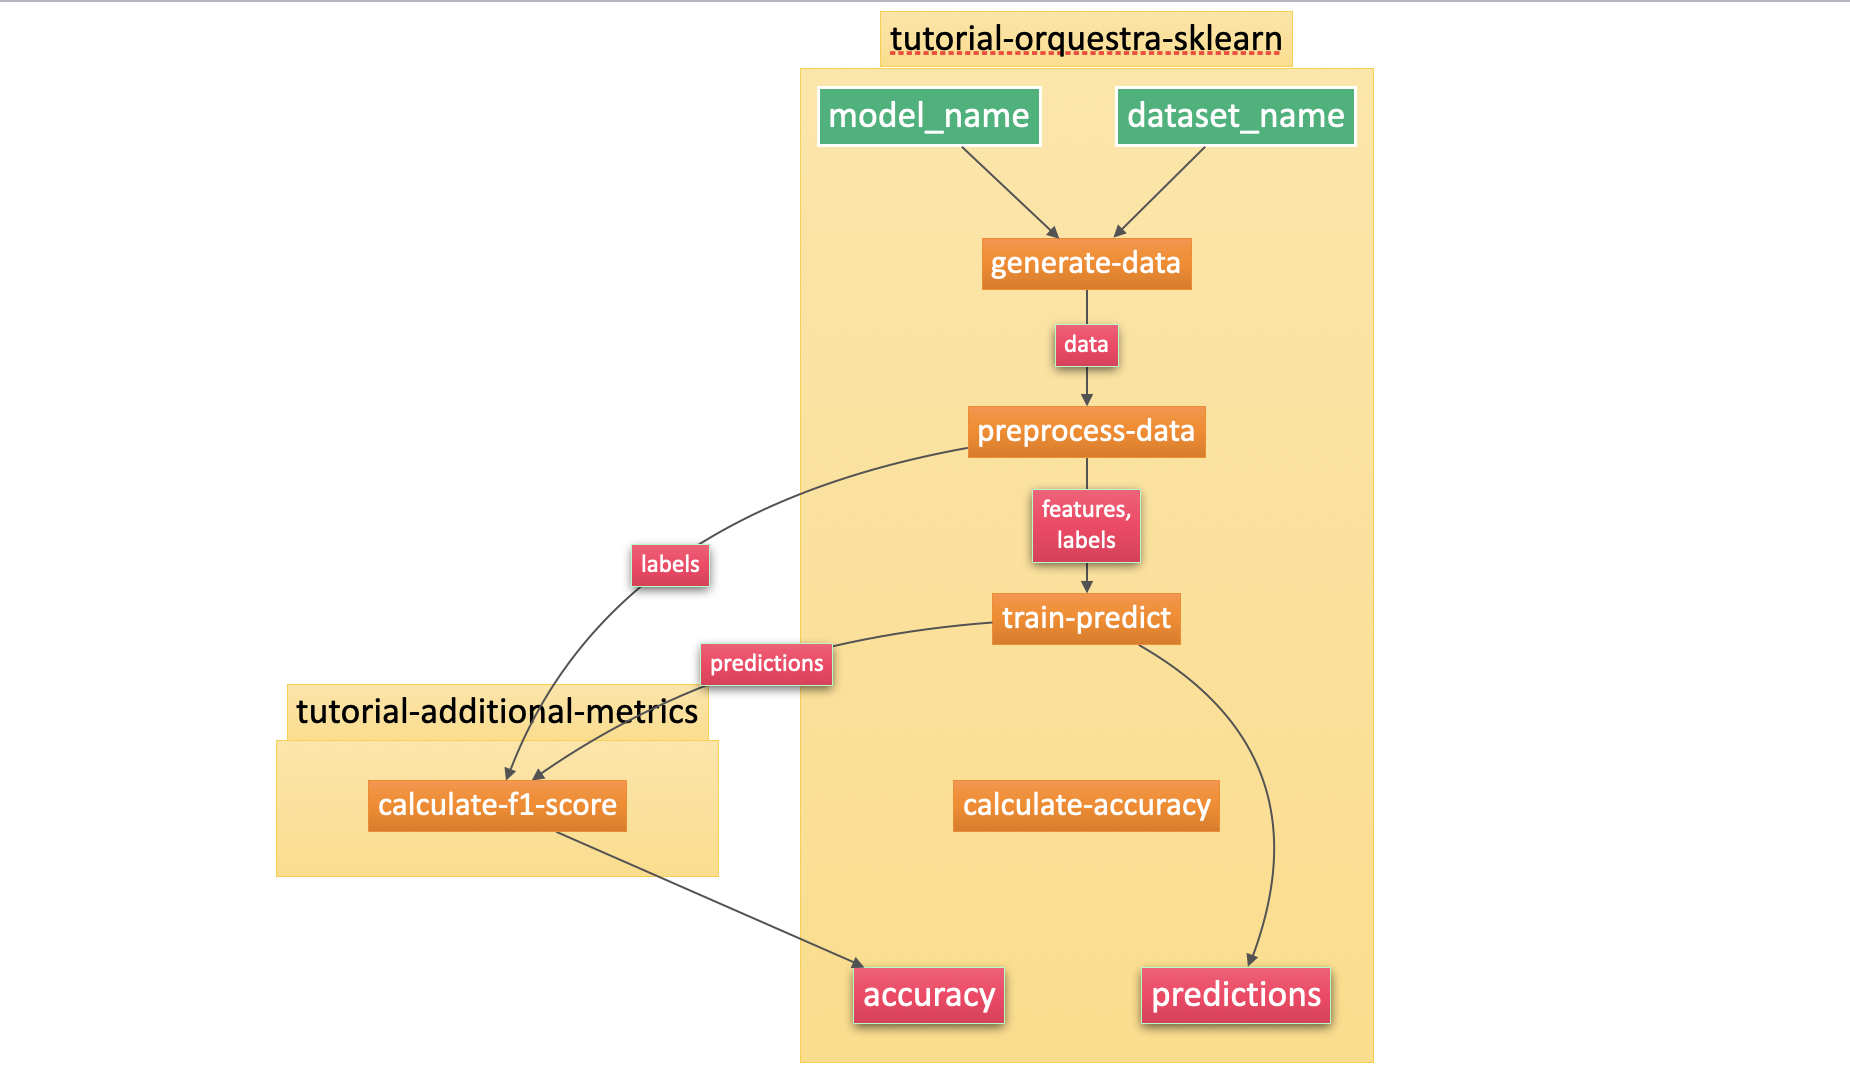 tutorial-orquestra-sklearn
model_name
dataset_name
generate-data
data
preprocess-data
features,
labels
labels
train-predict
predictions
tutorial-additional-metrics
calculate-f1-score
calculate-accuracy
accuracy
predictions